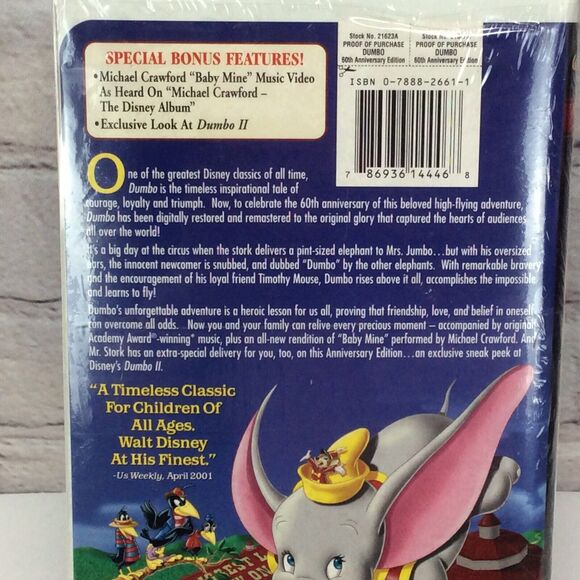 SPECIAL BONUS FEATURES!
• Michael Crawford "Baby Mine" Music Video
As Heard On "Michael Crawford –
The Disney Album"
• Exclusive Look At Dumbo II
Stock No. 21623A
PROOF OF PURCHASE
DUMBO
60th Anniversary Edition
Stock No.
PROOF OF PURCHASE
DUMBO
60th Anniversary Edition
ISBN 0-7888-2661-1
7 86936 14446 8
One of the greatest Disney classics of all time,
Dumbo is the timeless inspirational tale of
courage, loyalty and triumph. Now, to celebrate the 60th anniversary of this beloved high-flying adventure,
Dumbo has been digitally restored and remastered to the original glory that captured the hearts of audiences
all over the world!
It's a big day at the circus when the stork delivers a pint-sized elephant to Mrs. Jumbo…but with his oversized
ears, the innocent newcomer is snubbed, and dubbed "Dumbo" by the other elephants. With remarkable bravery
and the encouragement of his loyal friend Timothy Mouse, Dumbo rises above it all, accomplishes the impossible
and learns to fly!
Dumbo's unforgettable adventure is a heroic lesson for us all, proving that friendship, love, and belief in oneself
can overcome all odds. Now you and your family can relive every precious moment – accompanied by original
Academy Award®-winning* music, plus an all-new rendition of "Baby Mine" performed by Michael Crawford. And
Mr. Stork has an extra-special delivery for you, too, on this Anniversary Edition…an exclusive sneak peek at
Disney's Dumbo II.
"A Timeless Classic
For Children Of
All Ages.
Walt Disney
At His Finest."
-Us Weekly, April 2001